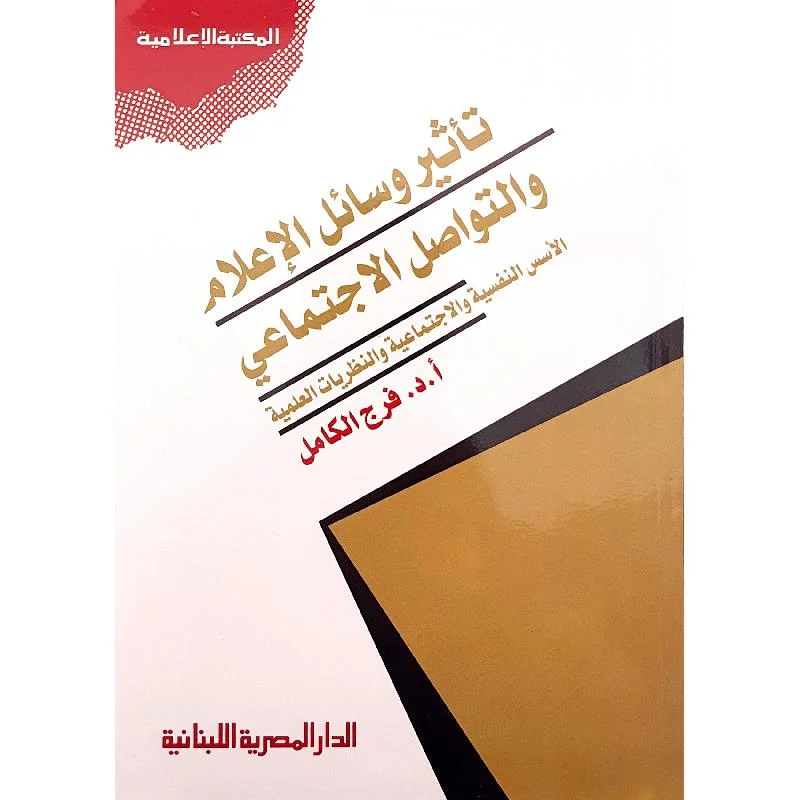 المكتبة الإعلامية
تأثير وسائل الإعلام
والتواصل الاجتماعي
الأسس النفسية والاجتماعية والنظريات العلمية
أ.د. فرج الكامل
الدار المصرية اللبنانية